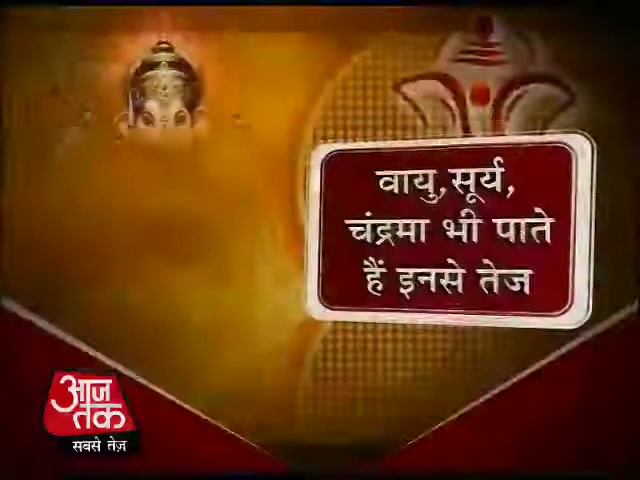 वायु,सूर्य,
चंद्रमा भी पाते
हैं इनसे तेज
आज
तक
सबसे तेज़